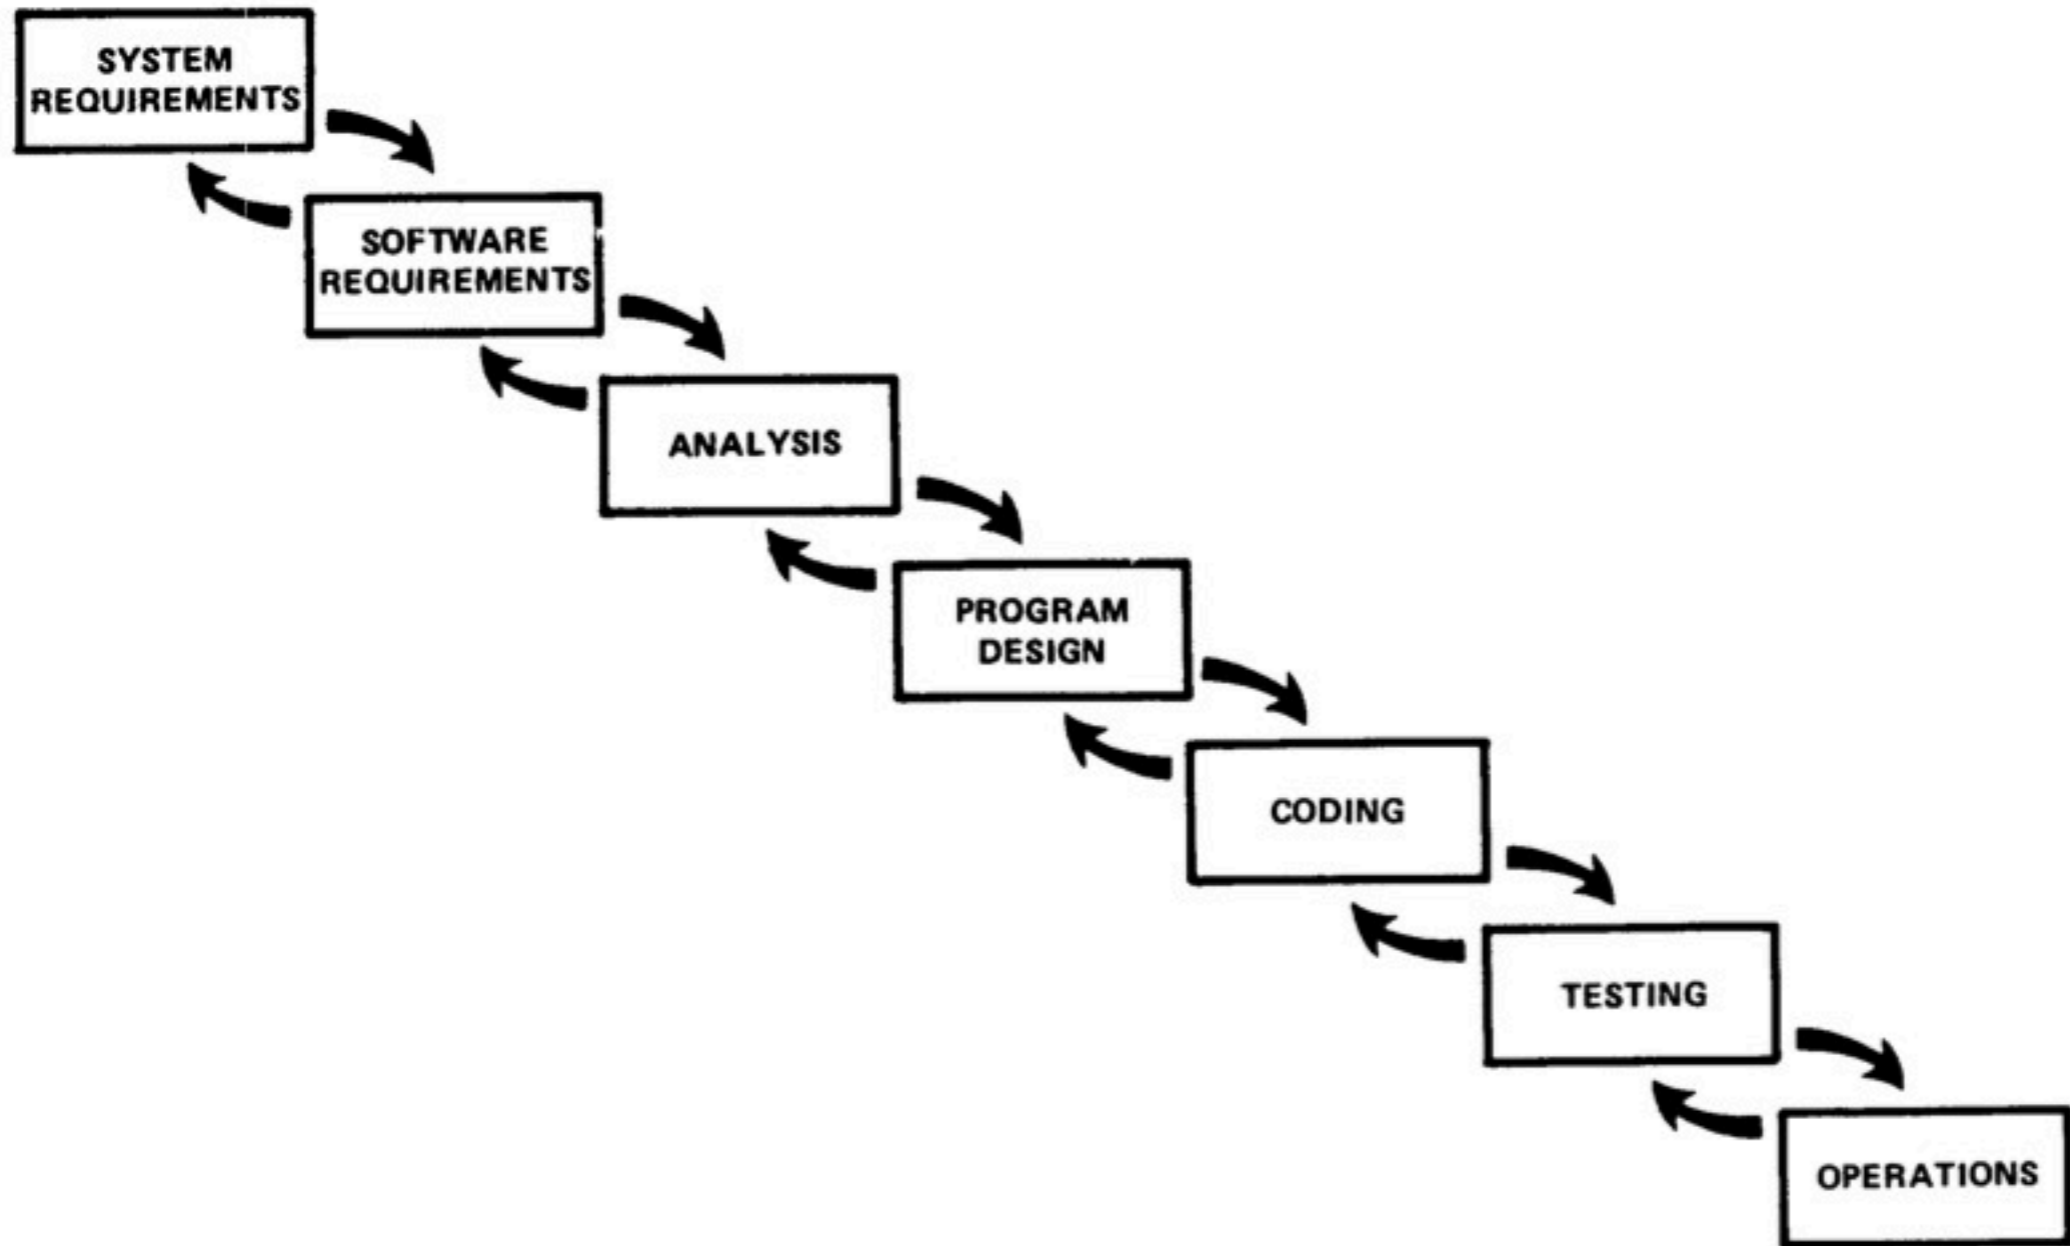 SYSTEM
REQUIREMENTS
SOFTWARE
REQUIREMENTS
ANALYSIS
PROGRAM
DESIGN
CODING
TESTING
OPERATIONS